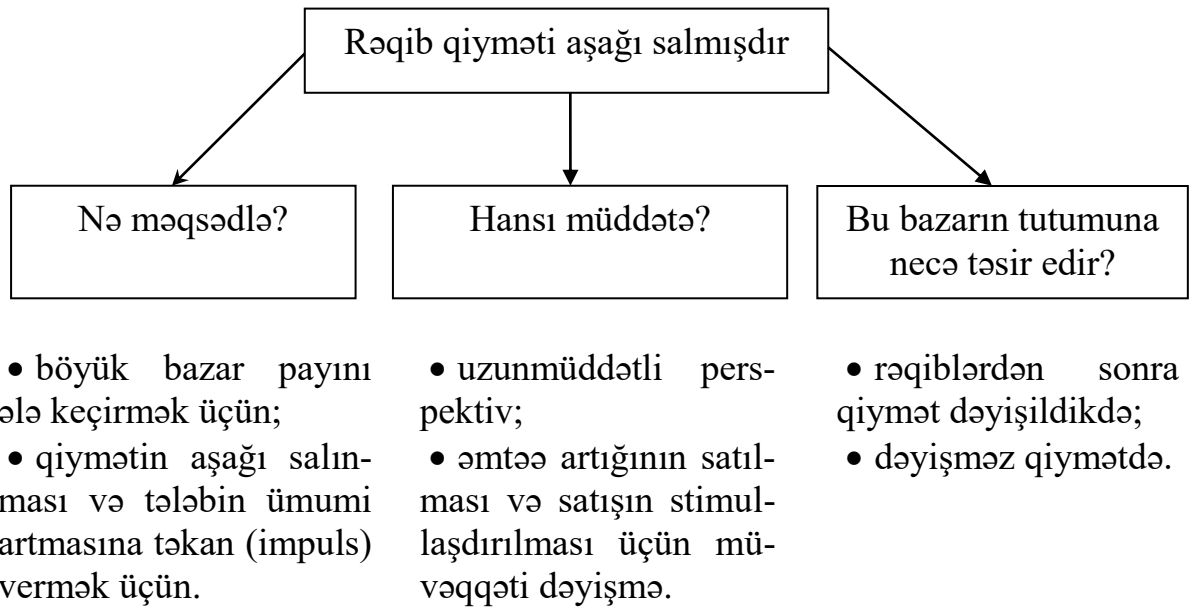 Rəqib qiyməti aşağı salmışdır
Nə məqsədlə?
Hansı müddətə?
Bu bazarın tutumuna
necə təsir edir?
• böyük bazar payını
ələ keçirmək üçün;
• qiymətin aşağı salın-
ması və tələbin ümumi
artmasına təkan (impuls)
vermək üçün.
• uzunmüddətli pers-
pektiv;
• əmtəə artığının satıl-
ması və satışın stimul-
laşdırılması üçün mü-
vəqqəti dəyişmə.
• rəqiblərdən sonra
qiymət dəyişildikdə;
• dəyişməz qiymətdə.